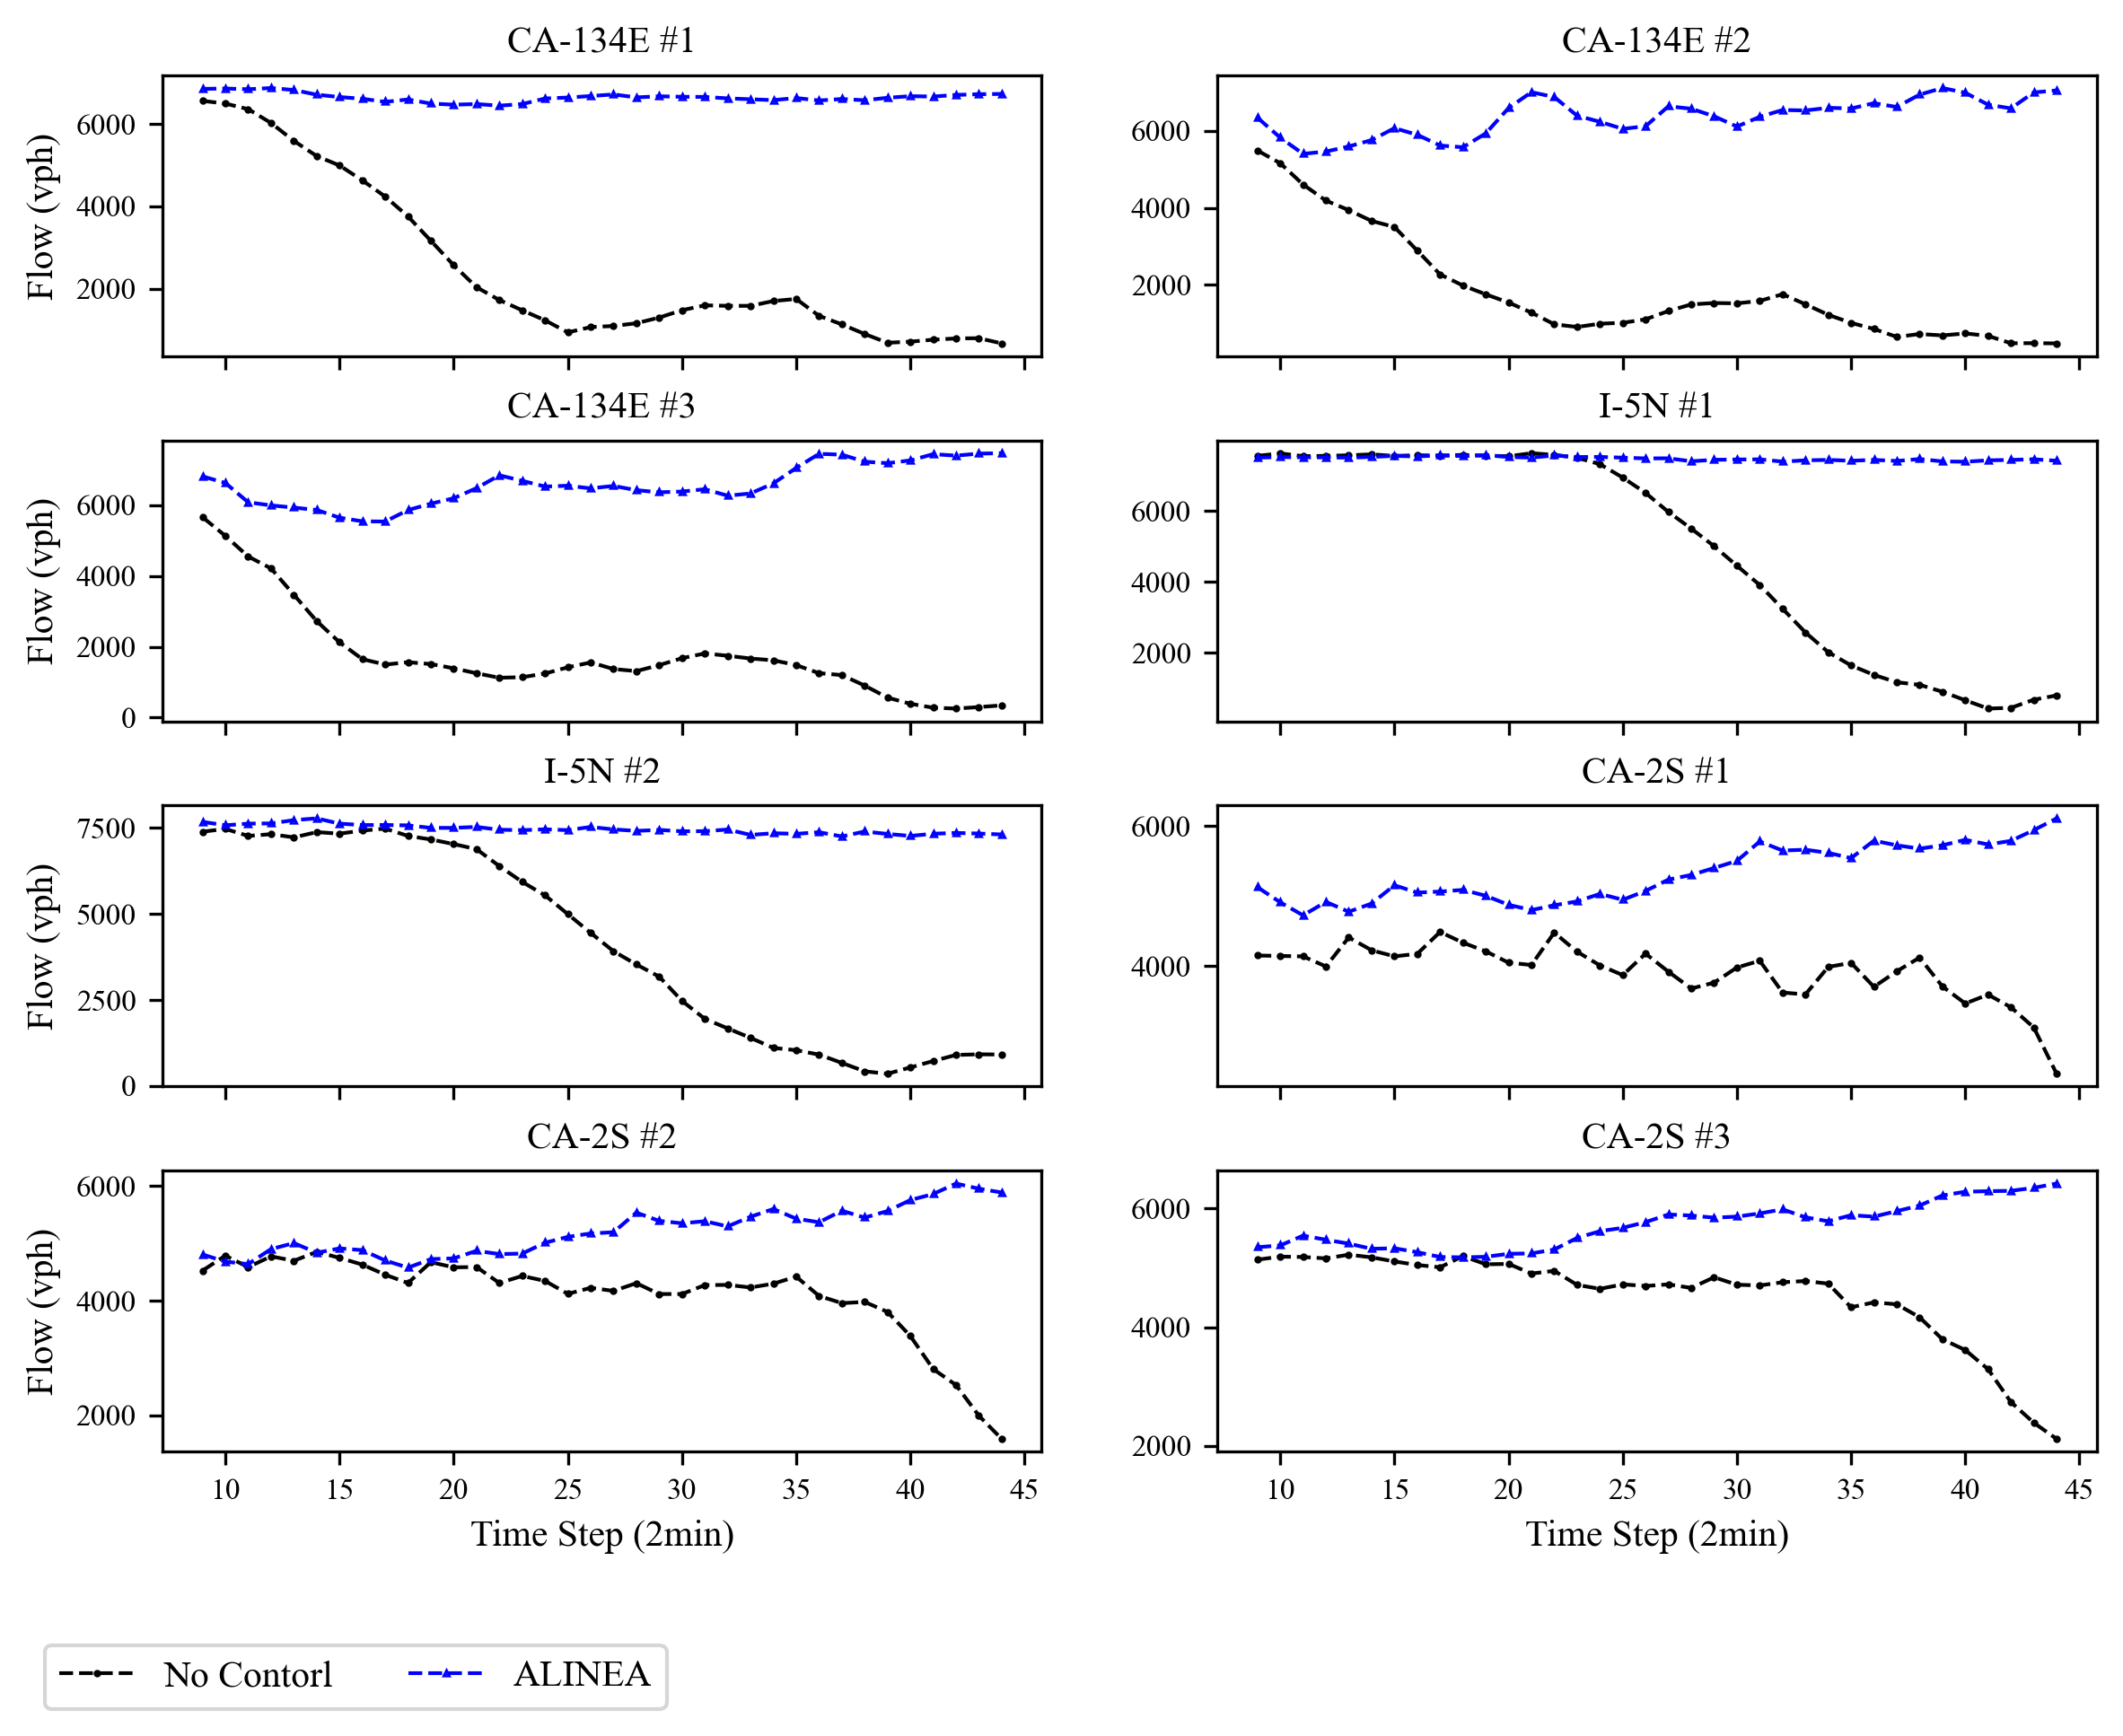 CA-134E #1
CA-134E #2
Flow (vph)
6000
4000
2000
6000
4000
2000
CA-134E #3
I-5N #1
Flow (vph)
6000
4000
2000
0
6000
4000
2000
I-5N #2
CA-2S #1
Flow (vph)
7500
5000
2500
0
6000
4000
CA-2S #2
CA-2S #3
Flow (vph)
6000
4000
2000
6000
4000
2000
10 15 20 25 30 35 40 45
10 15 20 25 30 35 40 45
Time Step (2min)
Time Step (2min)
No Contorl
ALINEA